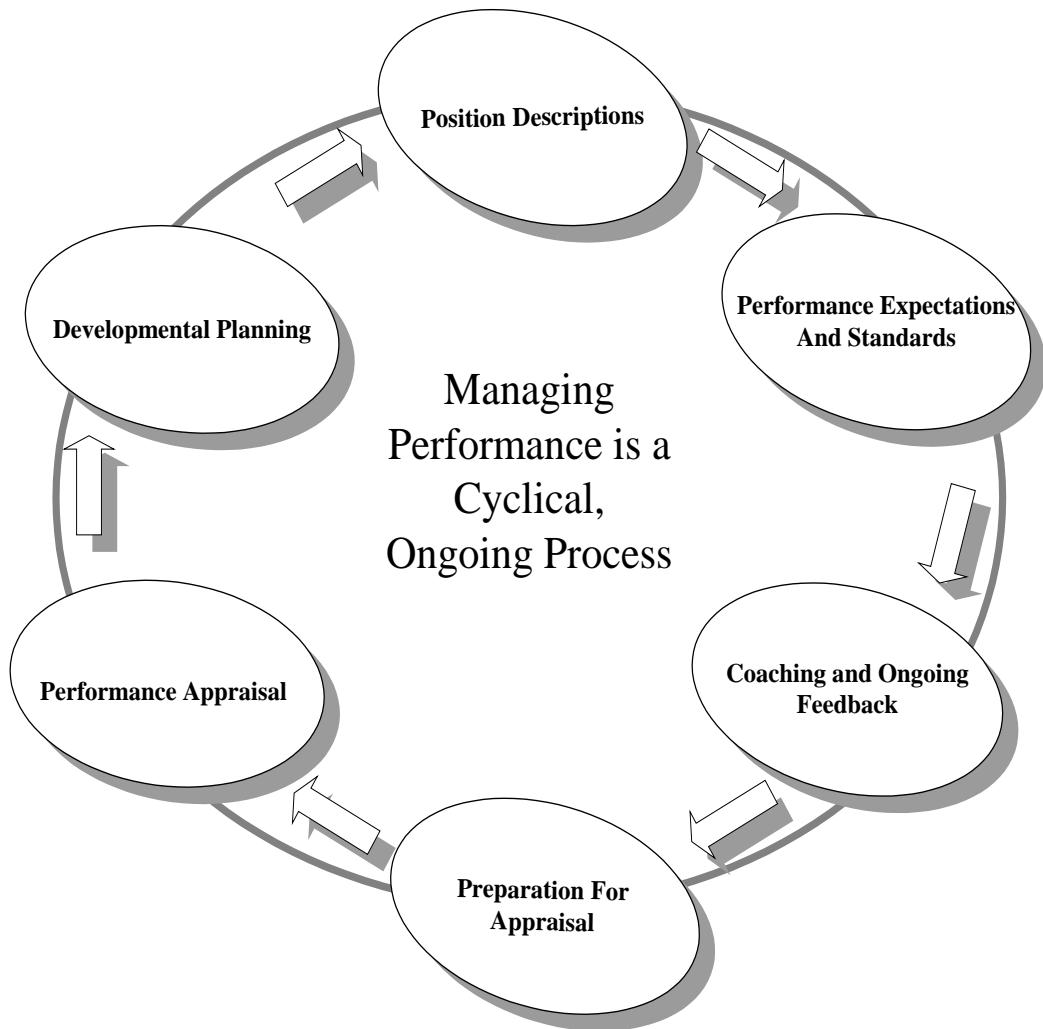 Position Descriptions
Performance Expectations
And Standards
Coaching and Ongoing
Feedback
Preparation For
Appraisal
Performance Appraisal
Developmental Planning
Managing
Performance is a
Cyclical,
Ongoing Process